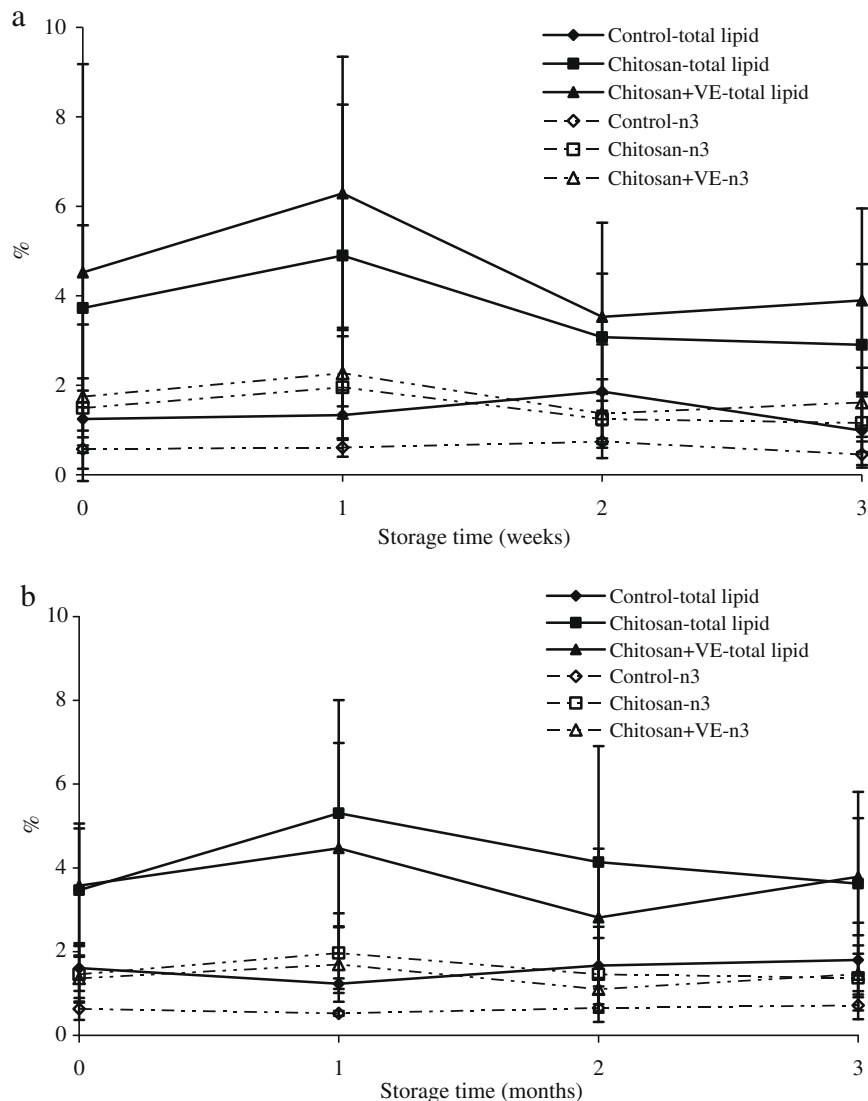 a
10
8
6
4
2
0
%
Control-total lipid
Chitosan-total lipid
Chitosan+VE-total lipid
Control-n3
Chitosan-n3
Chitosan+VE-n3
0 1 2 3
Storage time (weeks)
b
10
8
6
4
2
0
%
Control-total lipid
Chitosan-total lipid
Chitosan+VE-total lipid
Control-n3
Chitosan-n3
Chitosan+VE-n3
0 1 2 3
Storage time (months)